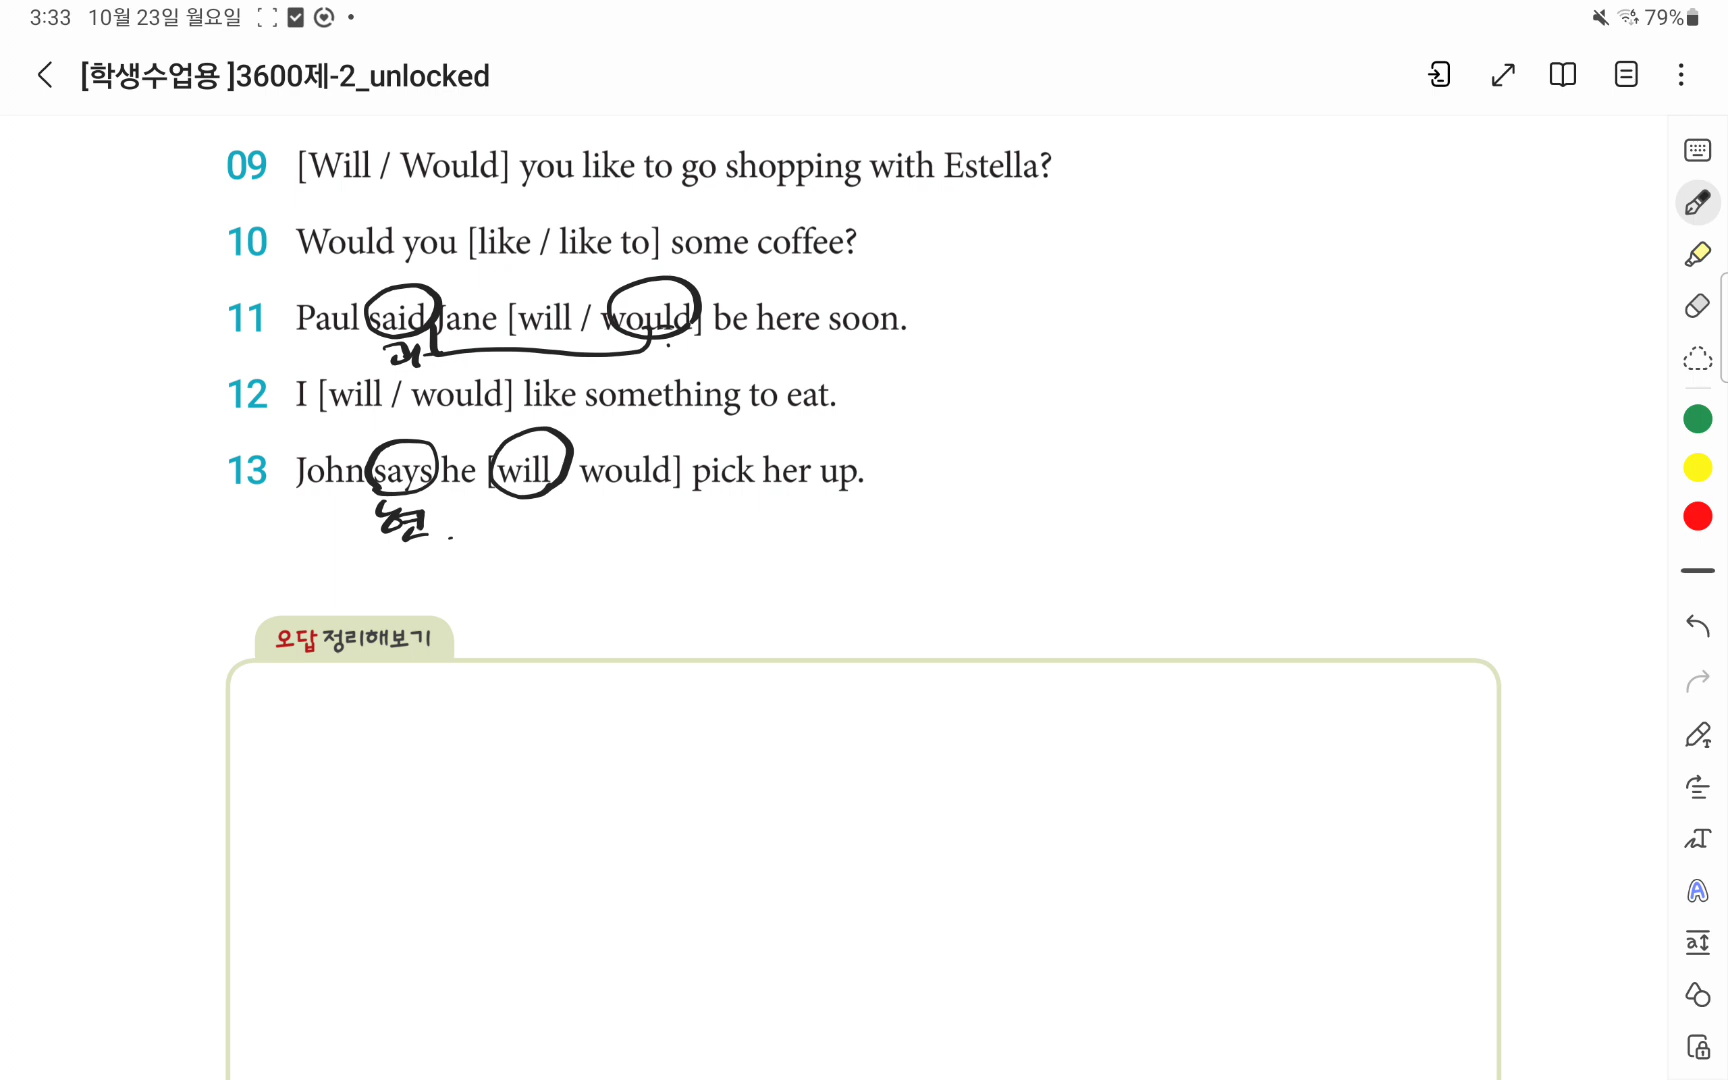 3:33 10월 23일 월요일 79%
[학생수업용 ]3600제-2_unlocked
09 [Will / Would] you like to go shopping with Estella?
10 Would you [like / like to] some coffee?
11 Paul said Jane [will / would] be here soon.
과
12 I [will / would] like something to eat.
13 John says he [will / would] pick her up.
현
오답 정리해보기